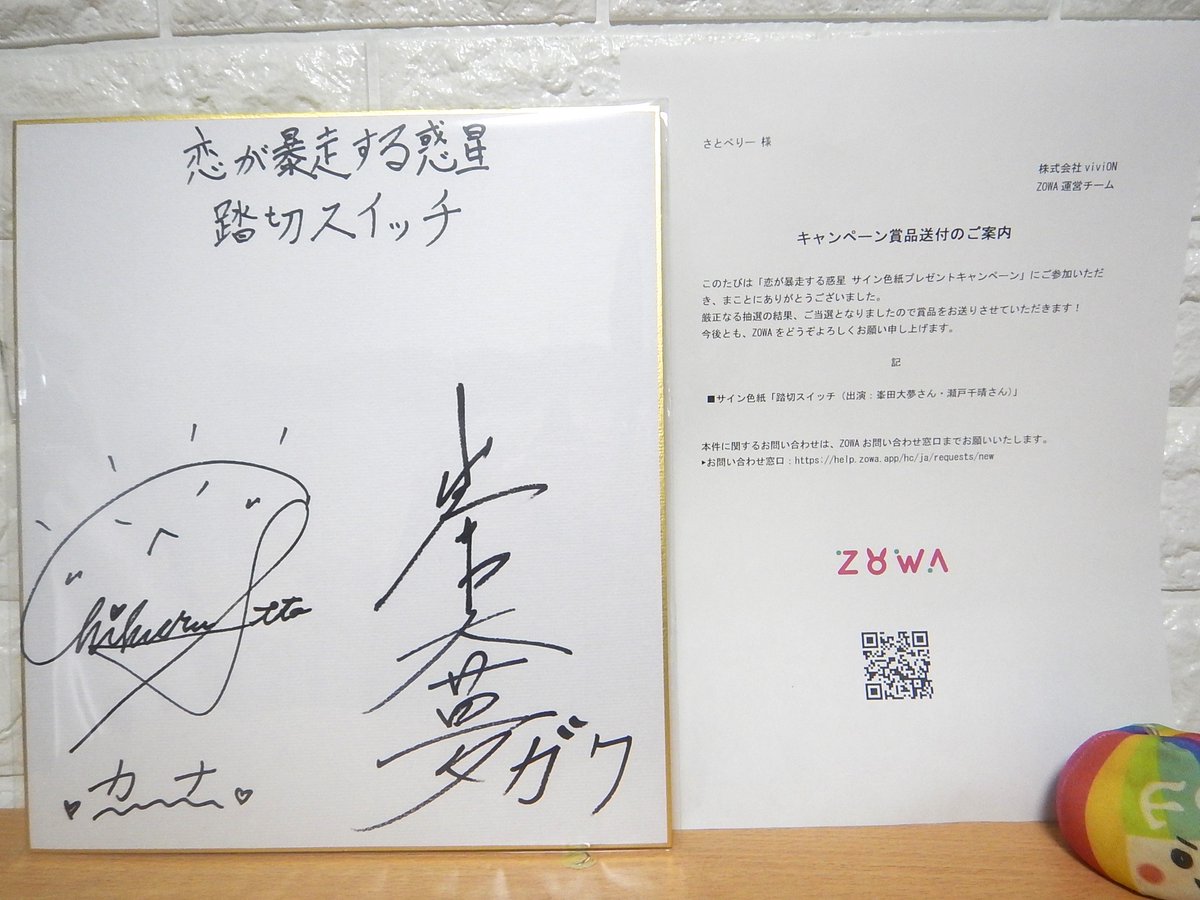 恋が暴走する惑星
踏切スイッチ
Chiharu Seto
カナ
峯田大夢
ガク
さとべりー 様
株式会社 viviON
ZOWA 運営チーム
キャンペーン賞品送付のご案内
このたびは「恋が暴走する惑星 サイン色紙プレゼントキャンペーン」にご参加いただ
き、まことにありがとうございました。
厳正なる抽選の結果、ご当選となりましたので賞品をお送りさせていただきます！
今後とも、ZOWA をどうぞよろしくお願い申し上げます。
記
■サイン色紙「踏切スイッチ（出演：峯田大夢さん・瀬戸千晴さん）」
本件に関するお問い合わせは、ZOWA お問い合わせ窓口までお願いいたします。
▸お問い合わせ窓口：https://help.zowa.app/hc/ja/requests/new
ZOWA